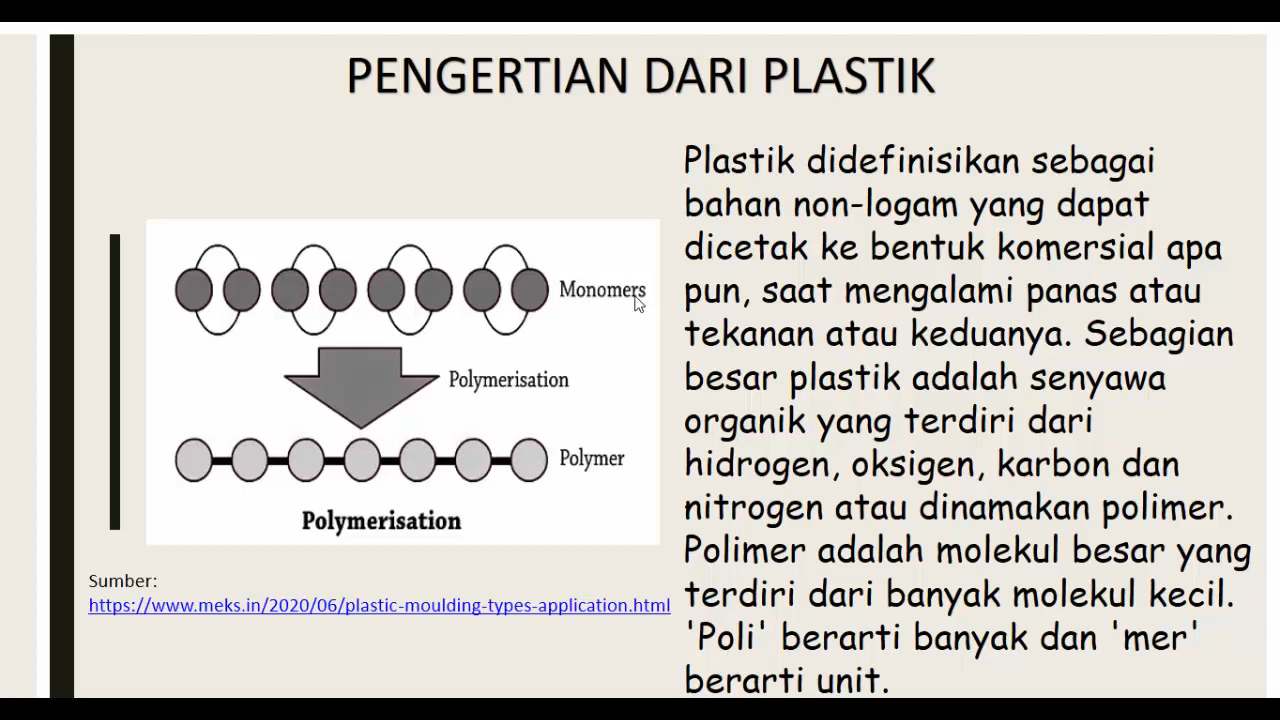 PENGERTIAN DARI PLASTIK
Monomers
Polymerisation
Polymer
Polymerisation
Sumber:
https://www.meks.in/2020/06/plastic-moulding-types-application.html
Plastik didefinisikan sebagai
bahan non-logam yang dapat
dicetak ke bentuk komersial apa
pun, saat mengalami panas atau
tekanan atau keduanya. Sebagian
besar plastik adalah senyawa
organik yang terdiri dari
hidrogen, oksigen, karbon dan
nitrogen atau dinamakan polimer.
Polimer adalah molekul besar yang
terdiri dari banyak molekul kecil.
'Poli' berarti banyak dan 'mer'
berarti unit.